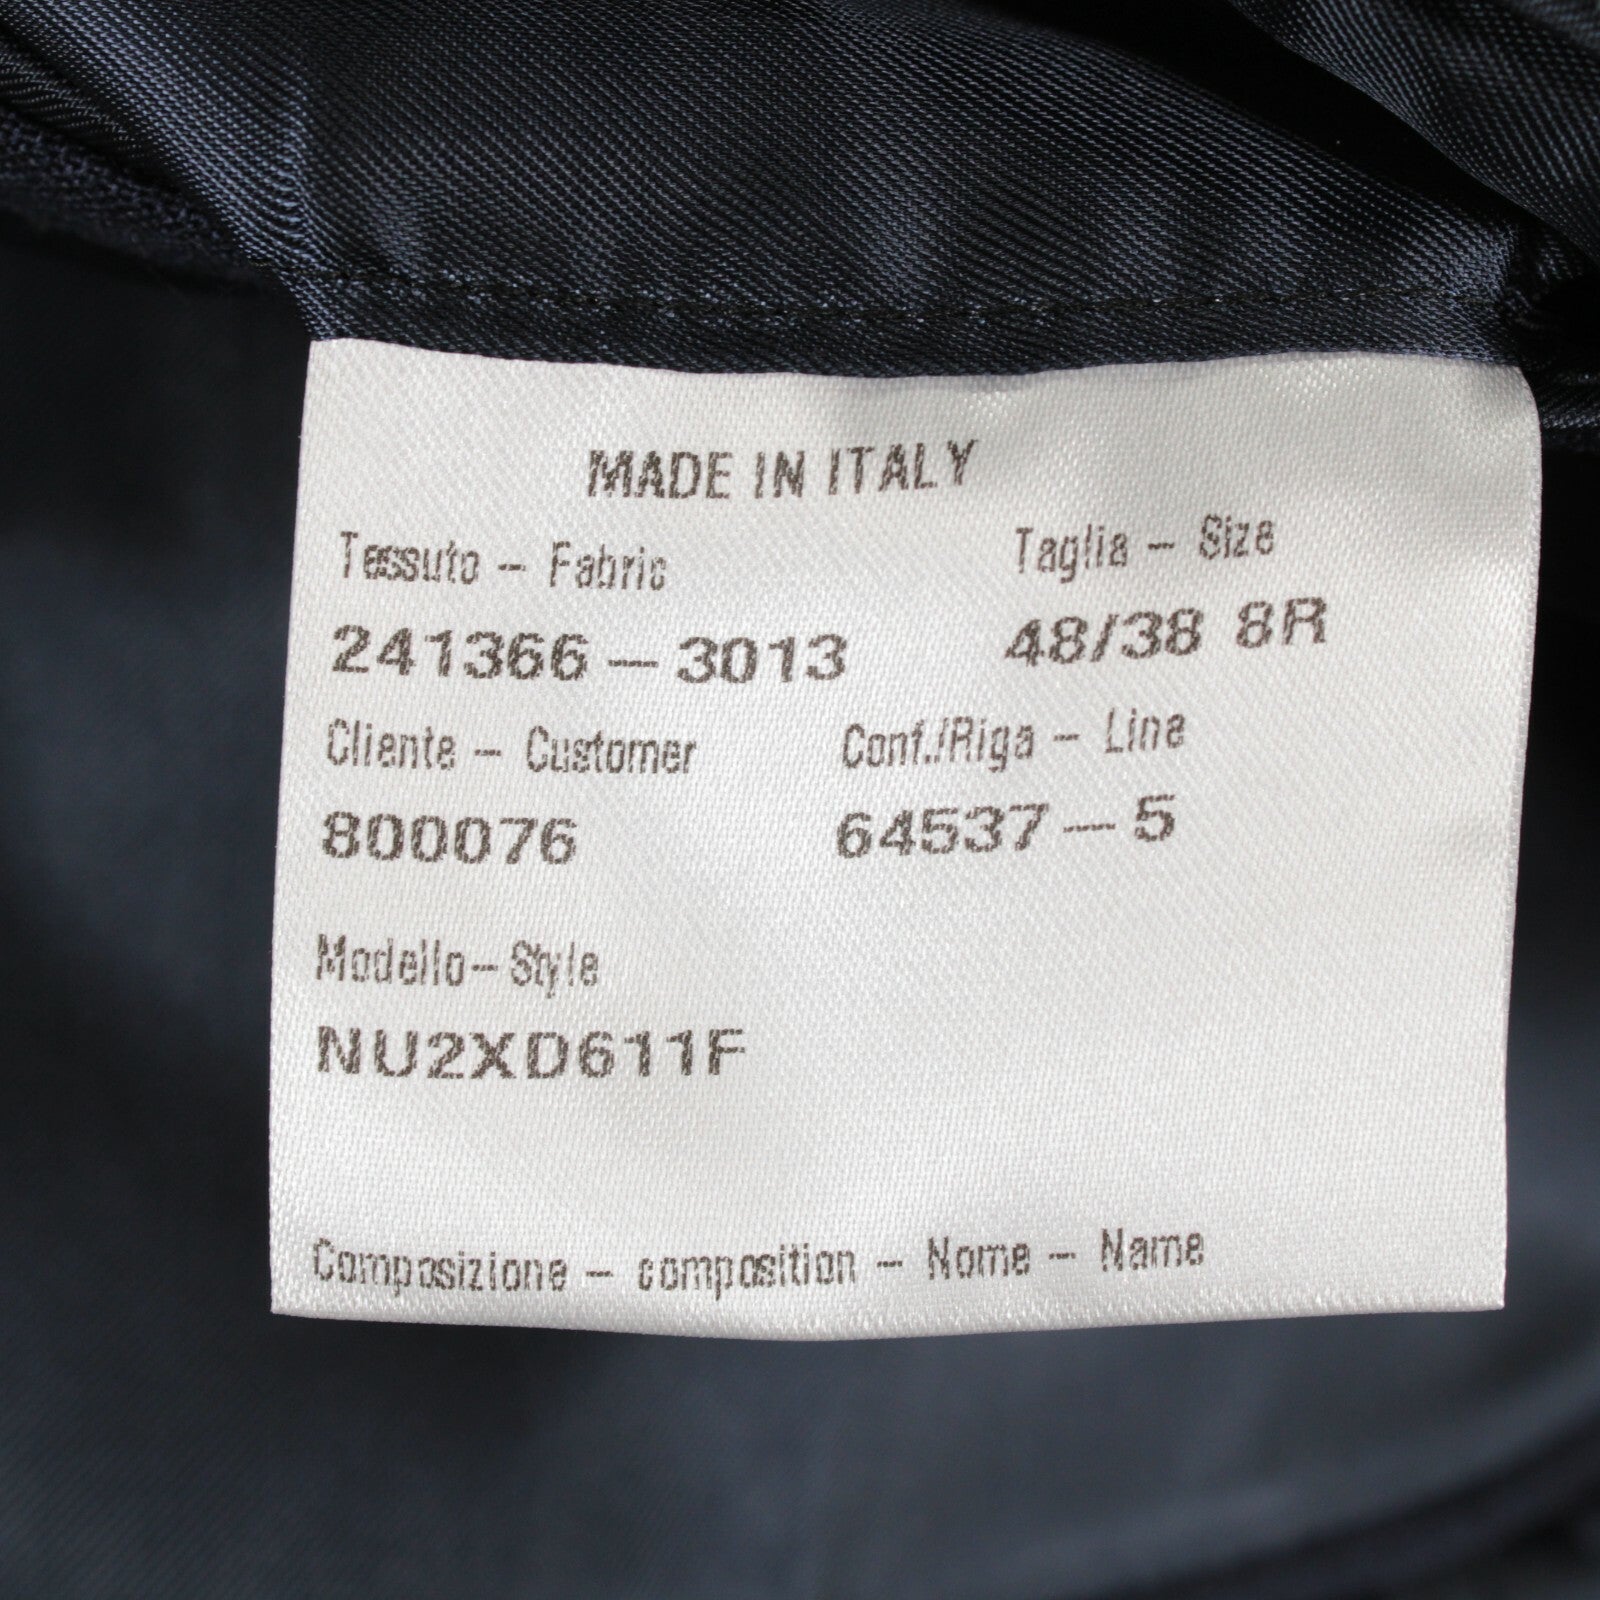 MADE IN ITALY
Tessuto - Fabric Taglia - Size
241366-3013 48/38 8R
Cliente - Customer Conf./Riga - Line
800076 64537-5
Modello-Style
NU2XD611F
Composizione - composition - Nome - Name